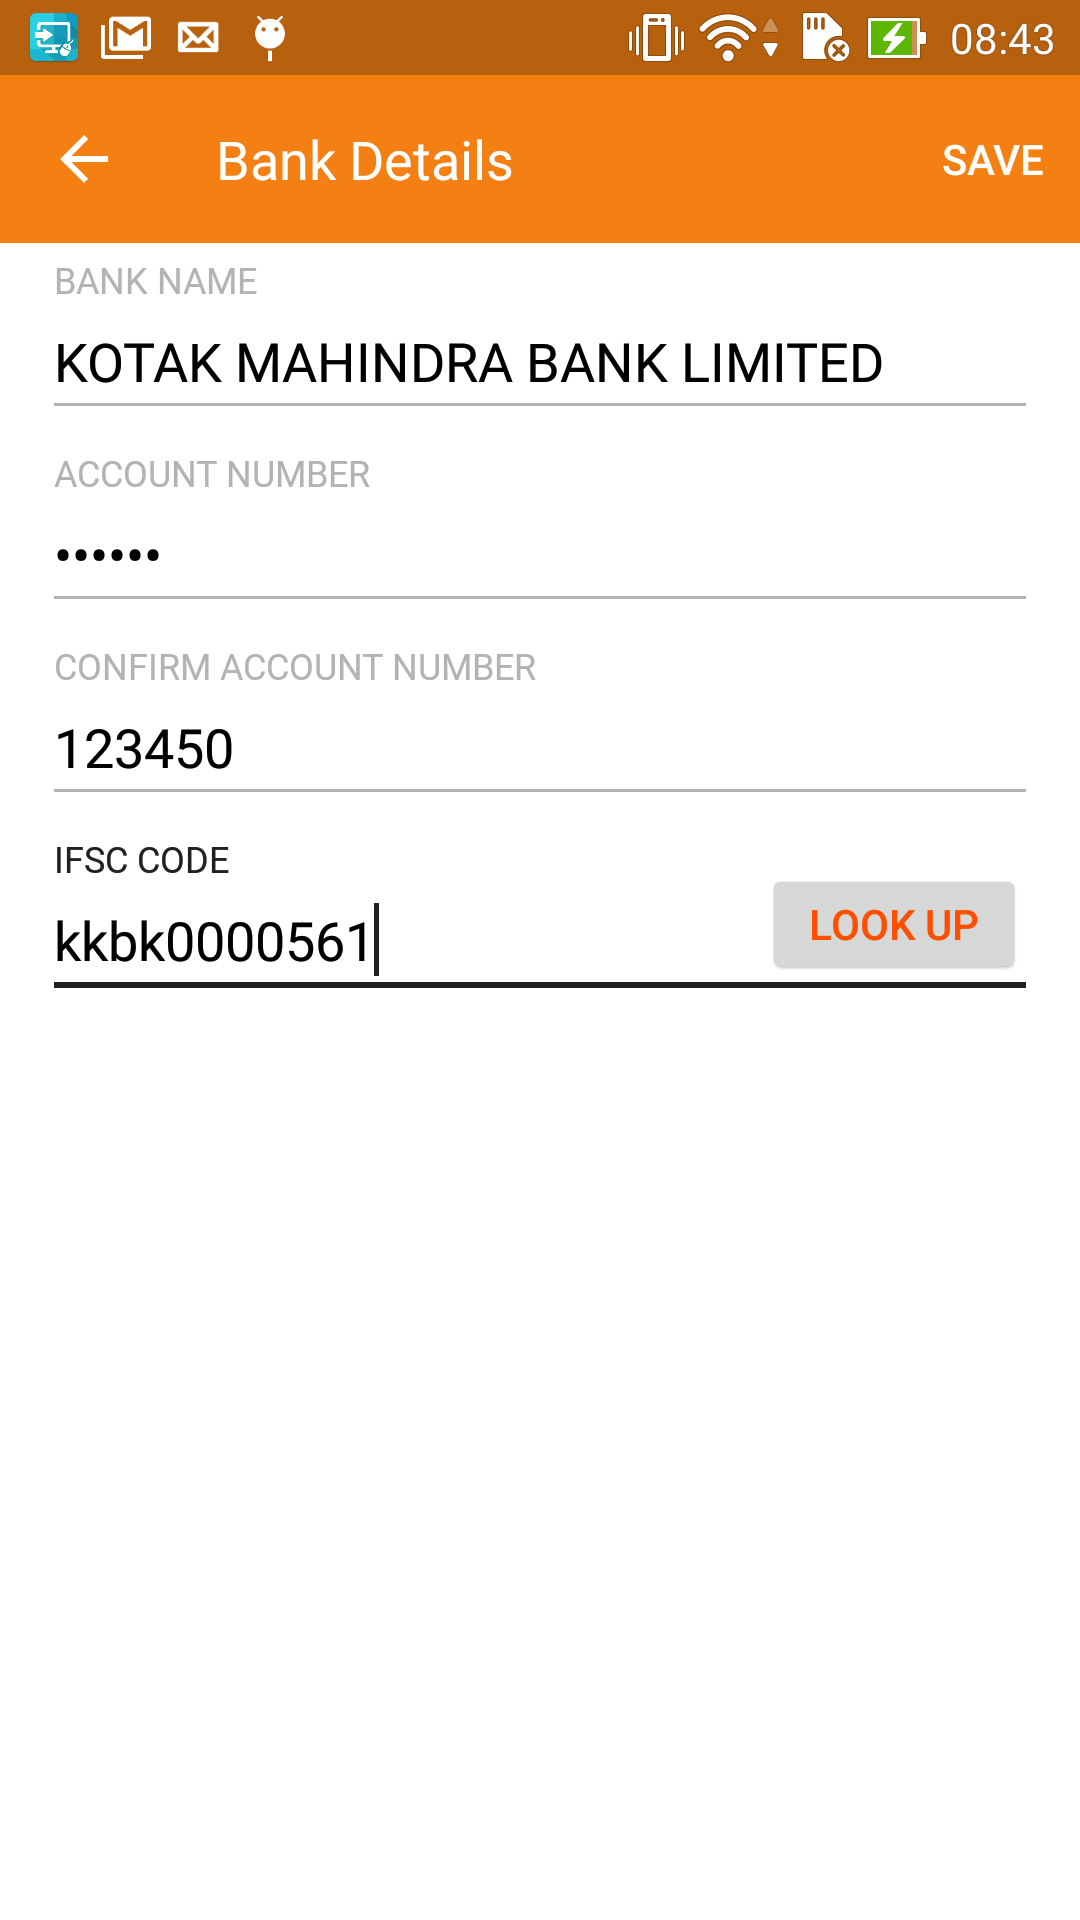 08:43
Bank Details
SAVE
BANK NAME
KOTAK MAHINDRA BANK LIMITED
ACCOUNT NUMBER
••••••
CONFIRM ACCOUNT NUMBER
123450
IFSC CODE
kkbk0000561
LOOK UP